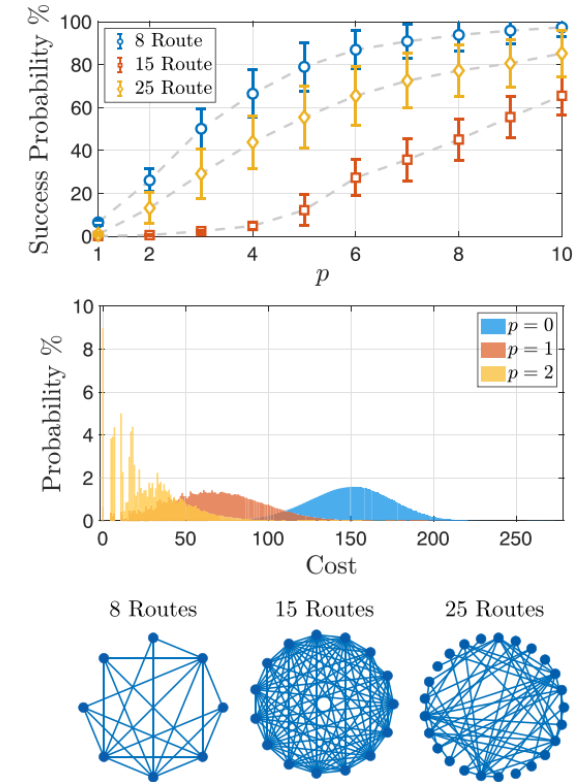 Success Probability %
100
80
60
40
20
0
8 Route
15 Route
25 Route
1 2 4 6 8 10
p
Probability %
10
8
6
4
2
0
p = 0
p = 1
p = 2
0 50 100 150 200 250
Cost
8 Routes 15 Routes 25 Routes